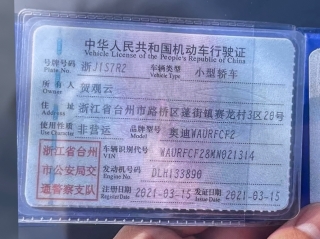 中华人民共和国机动车行驶证
Vehicle License of the People's Republic of China
号牌号码 浙J1S7R2 车辆类型 小型轿车
Plate No. Vehicle Type
所有人 贺观云
Owner
住址 浙江省台州市路桥区蓬街镇赛龙村3区28号
Address
使用性质 非营运 品牌型号 奥迪WAURFCF2
Use Character Model
浙江省台州 车辆识别代号 WAURFCF28MN021314
VIN
市公安局交 发动机号码 DLH133890
Engine No.
通警察支队 注册日期 2021-03-15 发证日期 2021-03-15
Register Date Issue Date